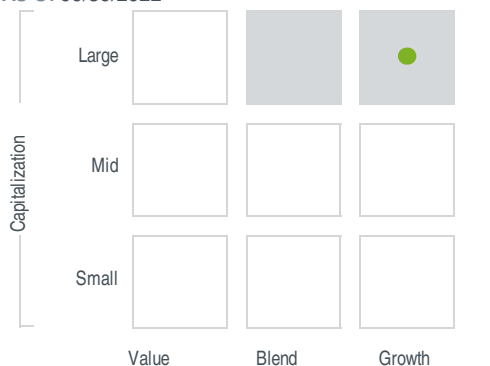 Large
Capitalization
Mid
Small
Value Blend Growth